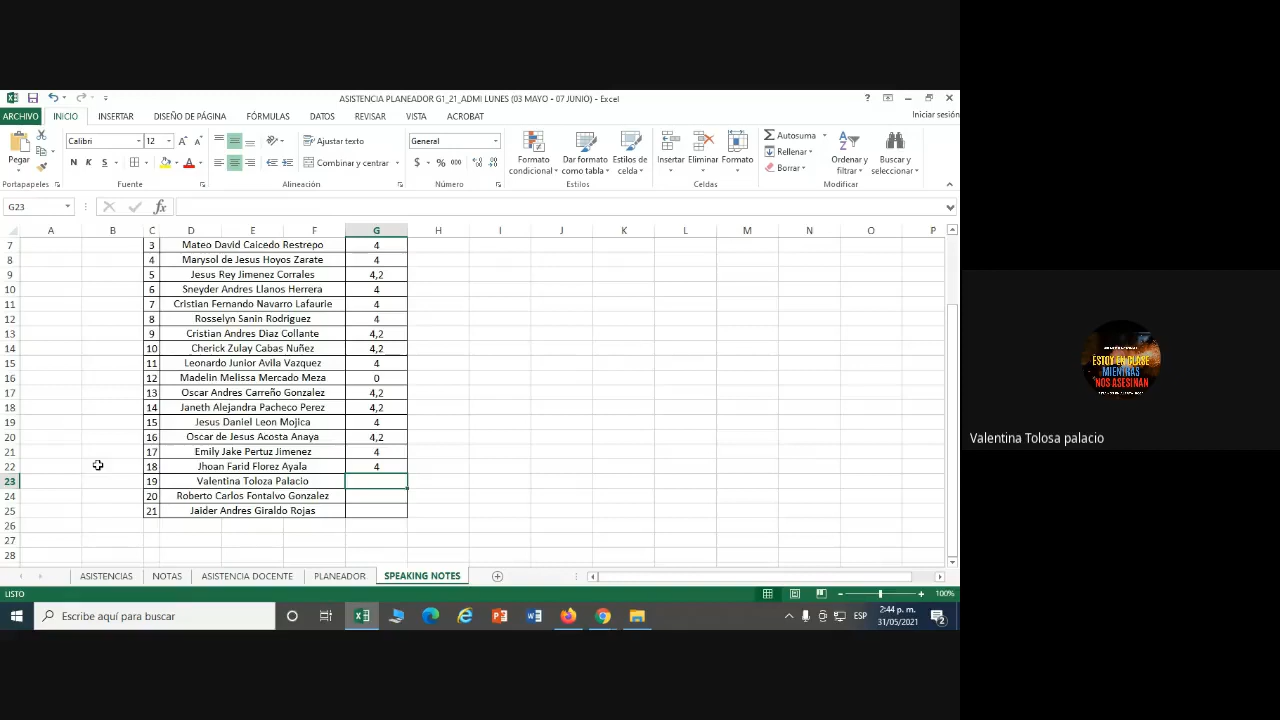 ASISTENCIA PLANEADOR G1_21_ADMI LUNES (03 MAYO - 07 JUNIO) - Excel
ARCHIVO INICIO INSERTAR DISEÑO DE PÁGINA FÓRMULAS DATOS REVISAR VISTA ACROBAT Iniciar sesión
Pegar Calibri 12 Ajustar texto General Formato condicional Dar formato como tabla Estilos de celda Insertar Eliminar Formato Autosuma Ordenar y filtrar Buscar y seleccionar
Rellenar
N K S Combinar y centrar $ % 000 Borrar
Portapapeles Fuente Alineación Número Estilos Celdas Modificar
G23 fx
A B C D E F G H I J K L M N O P
7 3 Mateo David Caicedo Restrepo 4
8 4 Marysol de Jesus Hoyos Zarate 4
9 5 Jesus Rey Jimenez Corrales 4,2
10 6 Sneyder Andres Llanos Herrera 4
11 7 Cristian Fernando Navarro Lafaurie 4
12 8 Rosselyn Sanin Rodriguez 4
13 9 Cristian Andres Diaz Collante 4,2
14 10 Cherick Zulay Cabas Nuñez 4,2
15 11 Leonardo Junior Avila Vazquez 4
16 12 Madelin Melissa Mercado Meza 0
17 13 Oscar Andres Carreño Gonzalez 4,2
18 14 Janeth Alejandra Pacheco Perez 4,2
19 15 Jesus Daniel Leon Mojica 4
20 16 Oscar de Jesus Acosta Anaya 4,2
21 17 Emily Jake Pertuz Jimenez 4
22 18 Jhoan Farid Florez Ayala 4
23 19 Valentina Toloza Palacio
24 20 Roberto Carlos Fontalvo Gonzalez
25 21 Jaider Andres Giraldo Rojas
26
27
28
ASISTENCIAS NOTAS ASISTENCIA DOCENTE PLANEADOR SPEAKING NOTES
LISTO 100%
Escribe aquí para buscar ESP 2:44 p. m.
31/05/2021 2
ESTOY EN CLASE
MIENTRAS
NOS ASESINAN
Valentina Tolosa palacio